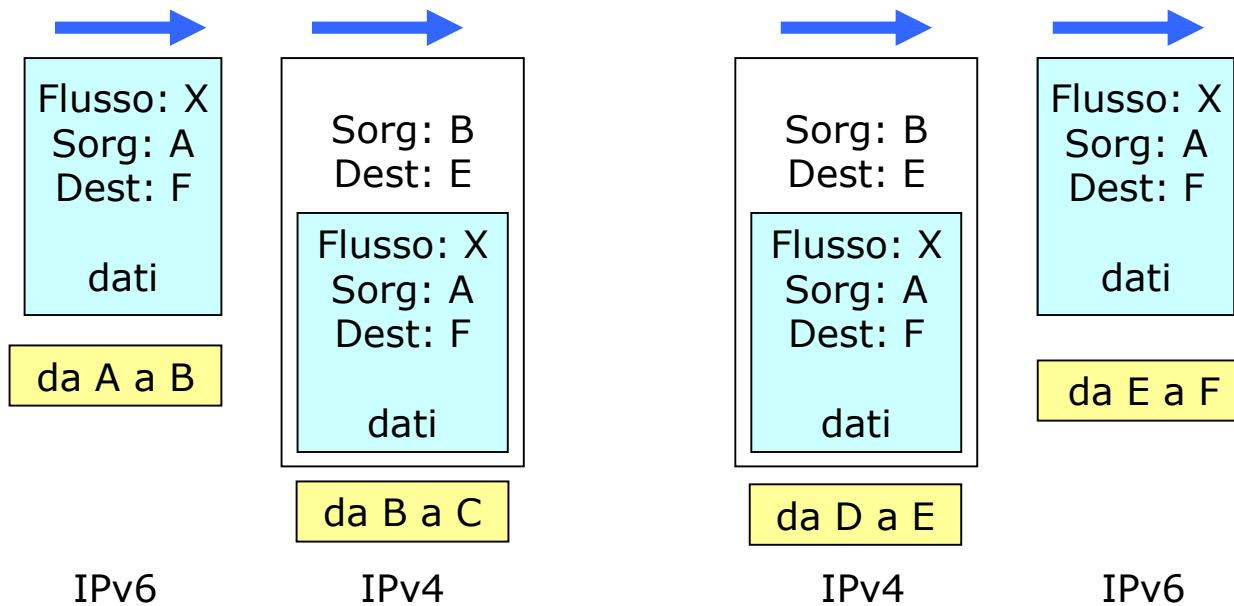 Flusso: X
Sorg: A
Dest: F
dati
da A a B
IPv6
Sorg: B
Dest: E
Flusso: X
Sorg: A
Dest: F
dati
da B a C
IPv4
Sorg: B
Dest: E
Flusso: X
Sorg: A
Dest: F
dati
da D a E
IPv4
Flusso: X
Sorg: A
Dest: F
dati
da E a F
IPv6